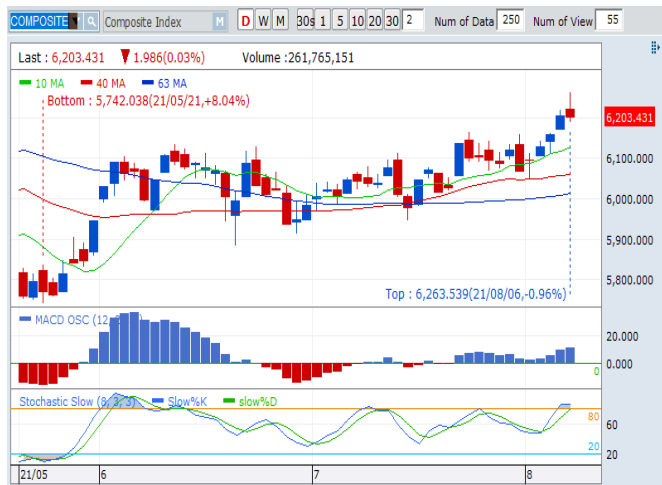 COMPOSITE Composite Index M D W M 30s 1 5 10 20 30 2 Num of Data 250 Num of View 55
Last : 6,203.431 ▼ 1.986(0.03%) Volume :261,765,151
10 MA 40 MA 63 MA
Bottom : 5,742.038(21/05/21,+8.04%)
6,203.431
6,100.000
6,000.000
5,900.000
5,800.000
Top : 6,263.539(21/08/06,-0.96%)
MACD OSC (12,
20.000
0.000
0
Stochastic Slow (8, 3, 3) Slow%K slow%D
80
60
20
20
21/05 6 7 8